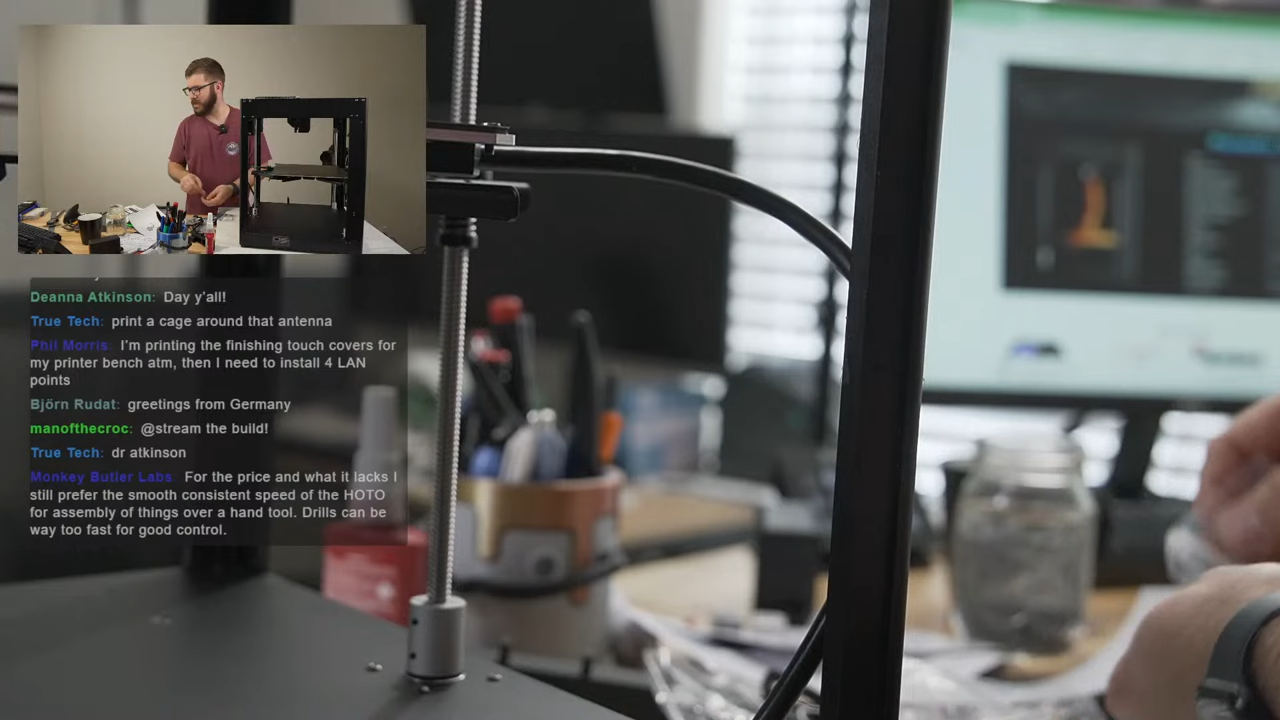 Deanna Atkinson: Day y'all!
True Tech: print a cage around that antenna
Phil Morris: I'm printing the finishing touch covers for
my printer bench atm, then I need to install 4 LAN
points
Björn Rudat: greetings from Germany
manofthecroc: @stream the build!
True Tech: dr atkinson
Monkey Butler Labs: For the price and what it lacks I
still prefer the smooth consistent speed of the HOTO
for assembly of things over a hand tool. Drills can be
way too fast for good control.